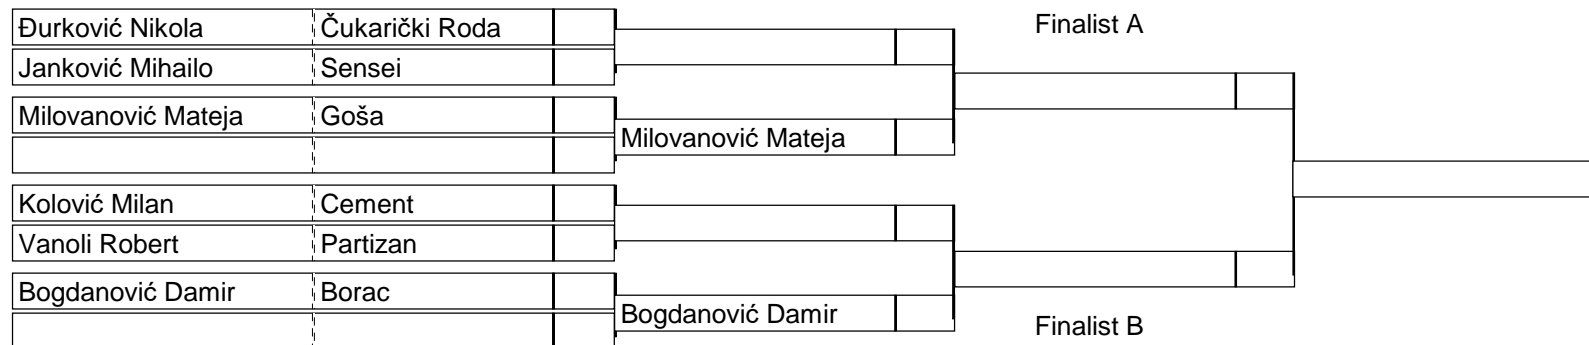 Đurković Nikola Čukarički Roda
Finalist A
Janković Mihailo Sensei
Milovanović Mateja Goša
Milovanović Mateja
Kolović Milan Cement
Vanoli Robert Partizan
Bogdanović Damir Borac
Bogdanović Damir
Finalist B